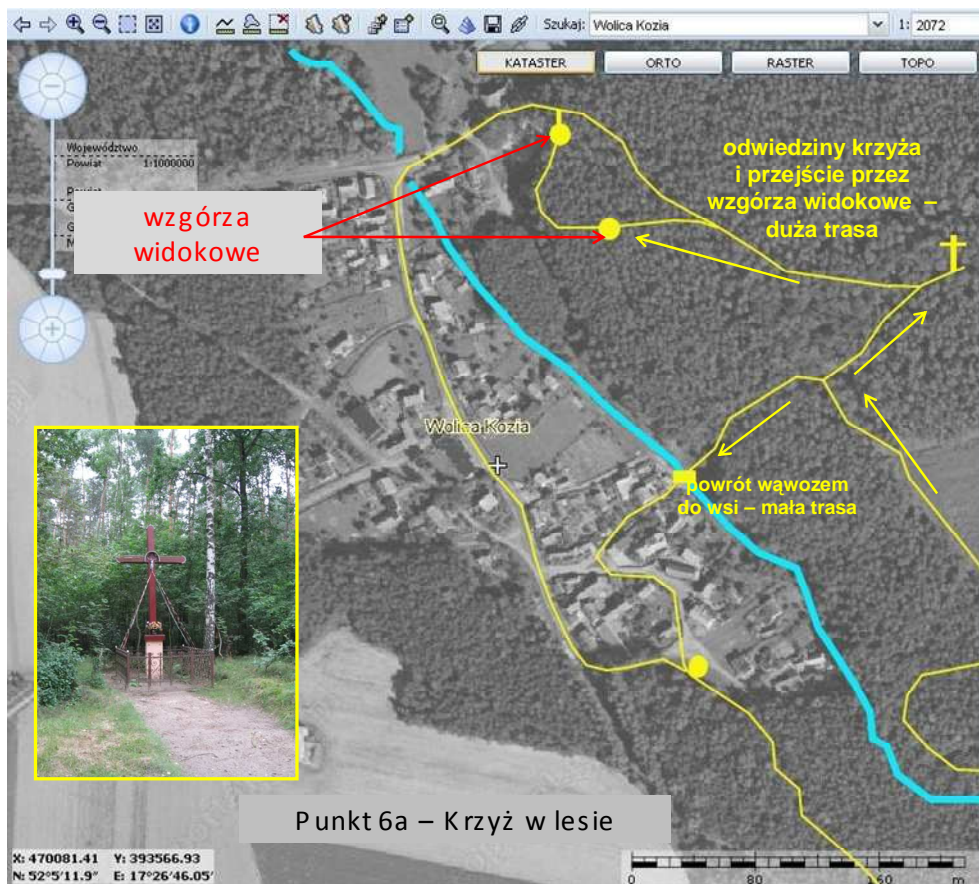 Szukaj: Wolica Kozia 1: 2072
KATASTER ORTO RASTER TOPO
Województwo
Powiat 1:1000000
odwiedziny krzyża
i przejście przez
wzgórza widokowe –
duża trasa
wzgórza
widokowe
Wolica Kozia
powrót wąwozem
do wsi – mała trasa
Punkt 6a – Krzyż w lesie
X: 470081.41 Y: 393566.93
N: 52°5'11.9" E: 17°26'46.05'
0 80 160 m